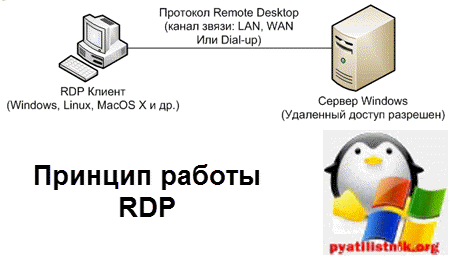 Протокол Remote Desktop
(канал звязи: LAN, WAN
Или Dial-up)
RDP Клиент
(Windows, Linux, MacOS X и др.)
Сервер Windows
(Удаленный доступ разрешен)
Принцип работы
RDP
pyatilistnik.org